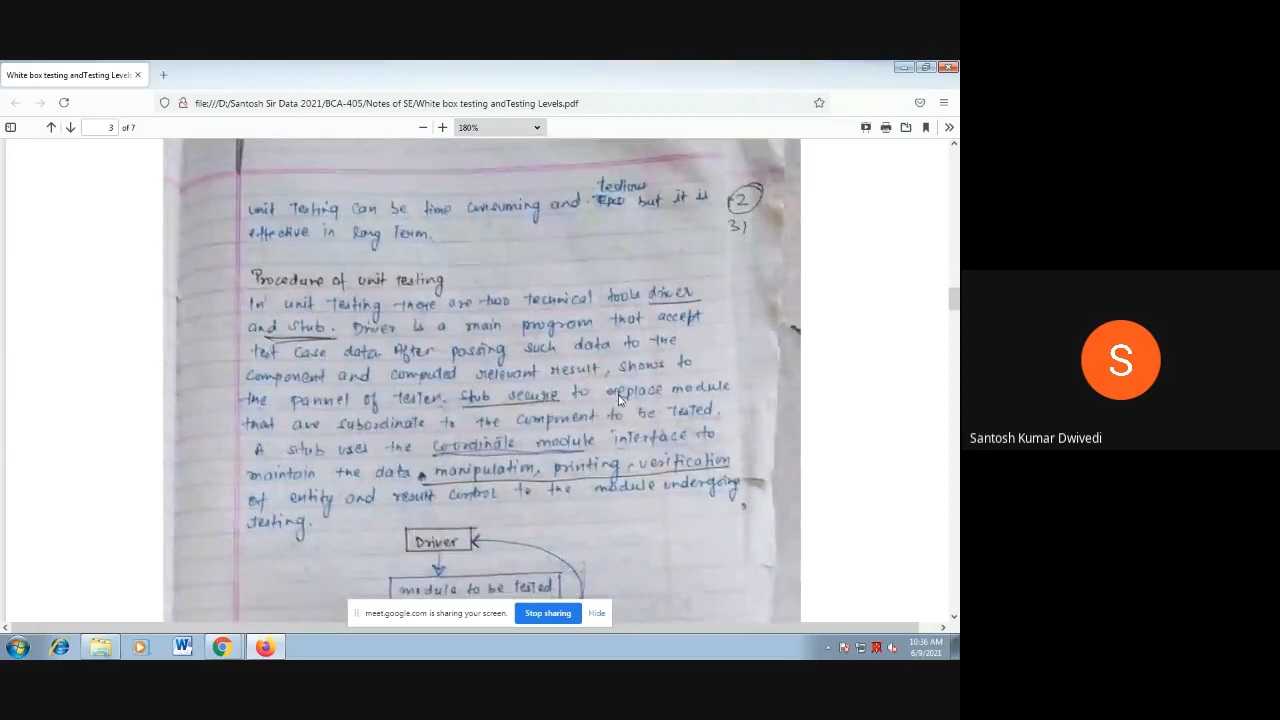 White box testing andTesting Level
file:///D:/Santosh Sir Data 2021/BCA-405/Notes of SE/White box testing andTesting Levels.pdf
3 of 7
180%
tedious
unit Testing can be time consuming and but it is
effective in long Term.
2
31
Procedure of unit testing
In unit Testing there are two technical tools driver
and stub. Driver is a main program that accept
test case data. After passing such data to the
component and computed relevant result, shows to
the pannel of tester. Stub secure to replace module
that are subordinate to the component to be tested.
A stub uses the coordinate module interface to
maintain the data manipulation, printing, verification
of entity and result control to the module undergoing
testing.
Driver
module to be tested
meet.google.com is sharing your screen.
Stop sharing
Hide
10:36 AM
6/9/2021
S
Santosh Kumar Dwivedi